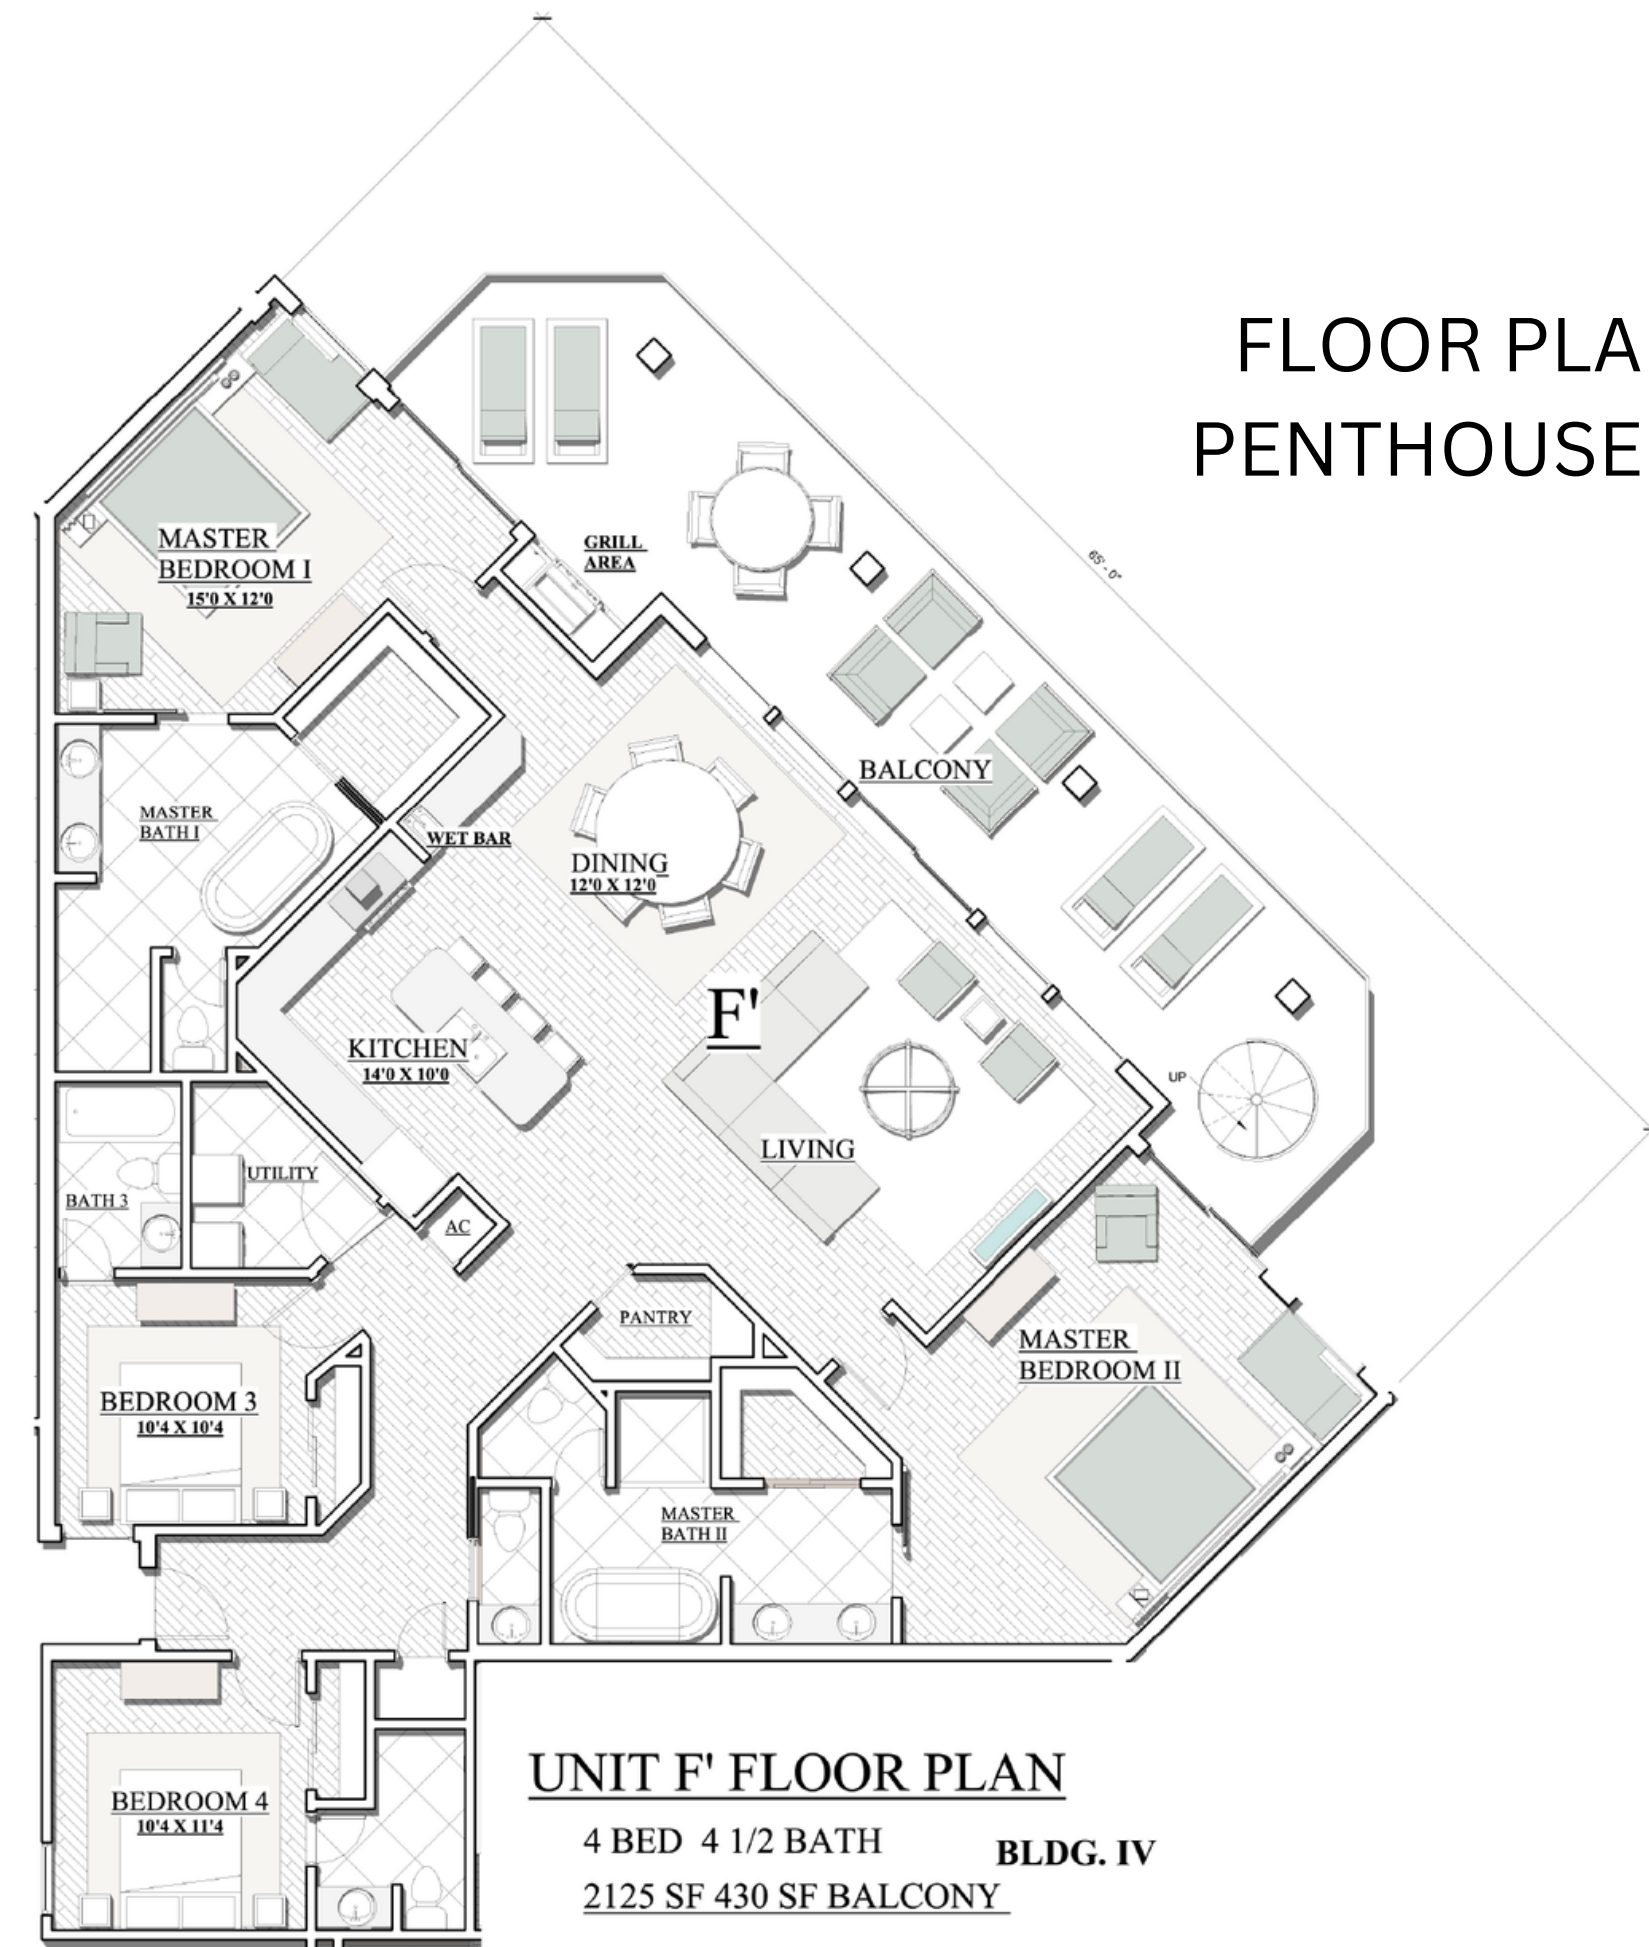 FLOOR PLA
PENTHOUSE
65' - 0"
GRILL
AREA
MASTER
BEDROOM I
15'0 X 12'0
BALCONY
MASTER
BATH I
WET BAR
DINING
12'0 X 12'0
F'
KITCHEN
14'0 X 10'0
UP
LIVING
UTILITY
BATH 3
AC
PANTRY
MASTER
BEDROOM II
BEDROOM 3
10'4 X 10'4
MASTER
BATH II
UNIT F' FLOOR PLAN
BEDROOM 4
10'4 X 11'4
4 BED 4 1/2 BATH
BLDG. IV
2125 SF 430 SF BALCONY